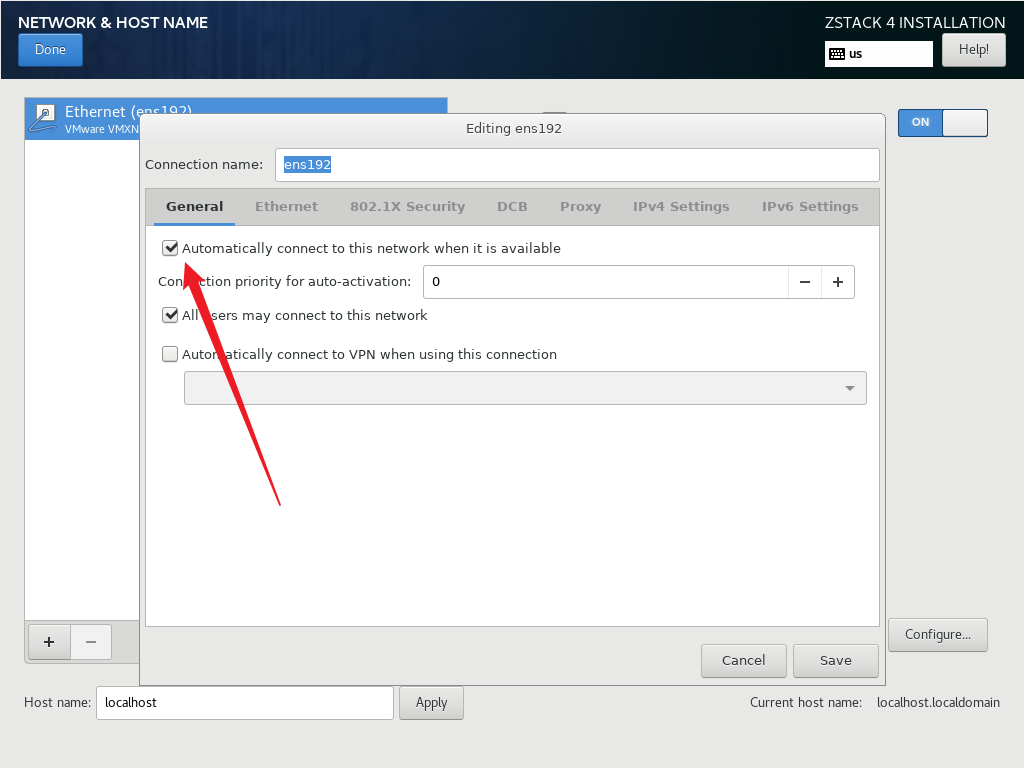 NETWORK & HOST NAME
ZSTACK 4 INSTALLATION
Done
us
Help!
Ethernet (ens192)
VMware VMXN
ON
Editing ens192
Connection name: ens192
General Ethernet 802.1X Security DCB Proxy IPv4 Settings IPv6 Settings
Automatically connect to this network when it is available
Connection priority for auto-activation: 0 − +
All users may connect to this network
Automatically connect to VPN when using this connection
+ −
Configure...
Cancel Save
Host name: localhost Apply
Current host name: localhost.localdomain